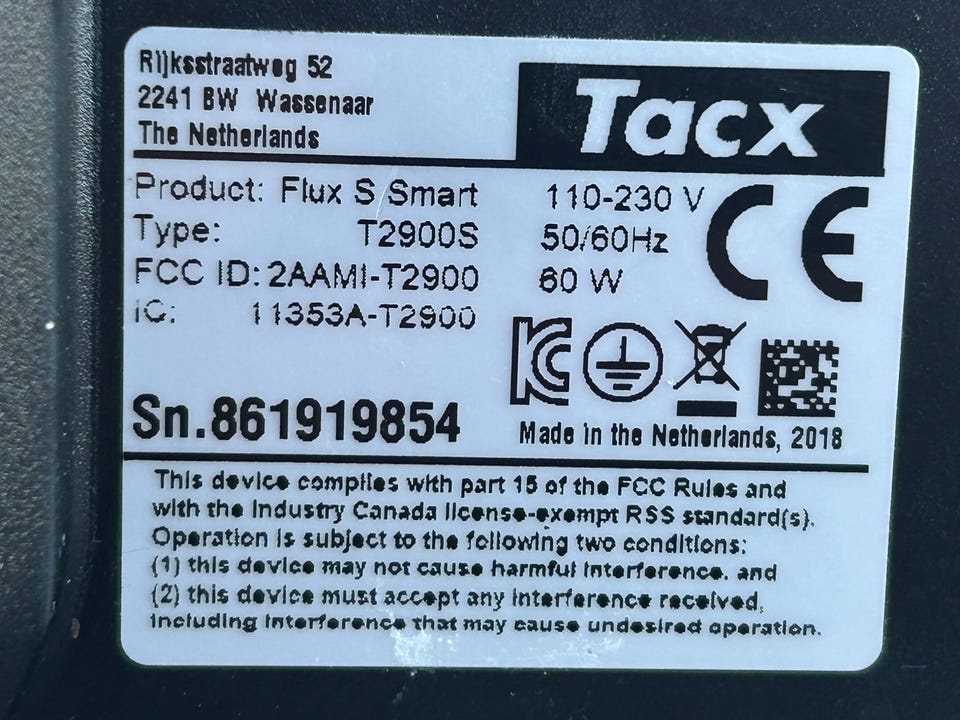 Rijksstraatweg 52
2241 BW Wassenaar
The Netherlands
Tacx
Product: Flux S Smart
Type: T2900S
FCC ID: 2AAMI-T2900
IC: 11353A-T2900
110-230 V
50/60Hz
60 W
CE
KC
Sn.861919854
Made in the Netherlands, 2018
This device complies with part 15 of the FCC Rules and
with the Industry Canada license-exempt RSS standard(s).
Operation is subject to the following two conditions:
(1) this device may not cause harmful interference, and
(2) this device must accept any interference received,
including interference that may cause undesired operation.